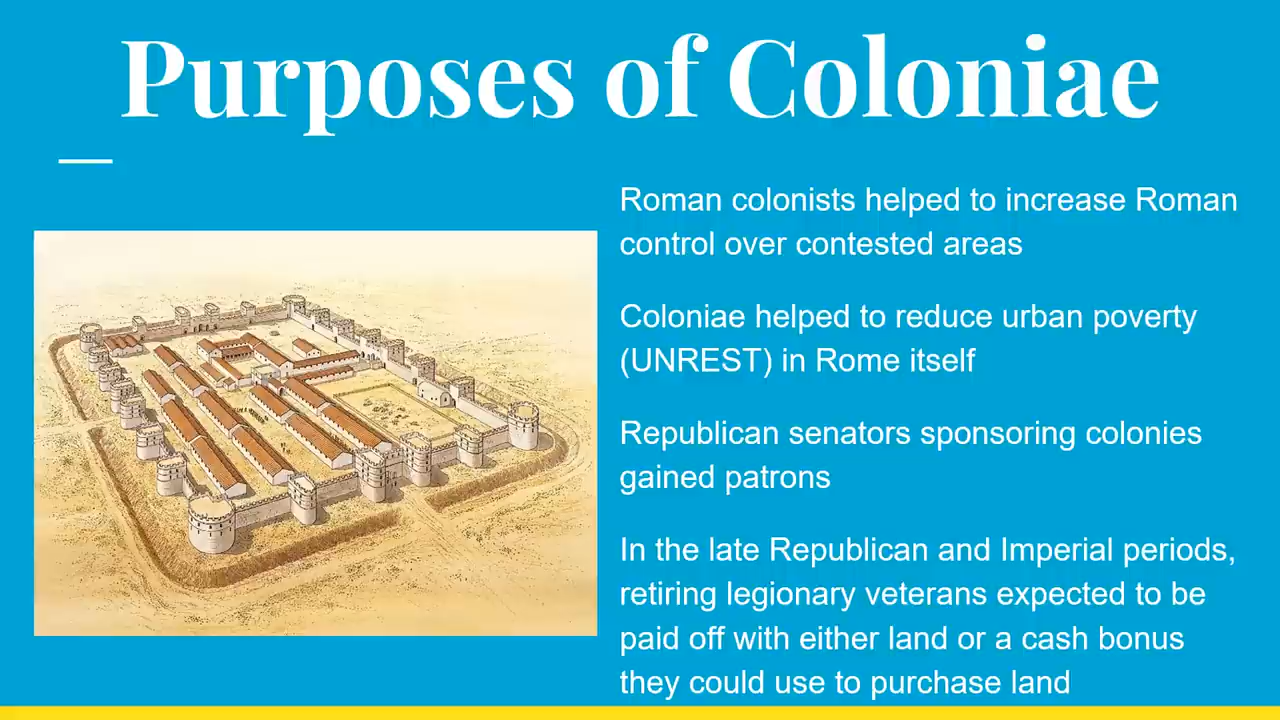 Purposes of Coloniae
Roman colonists helped to increase Roman
control over contested areas
Coloniae helped to reduce urban poverty
(UNREST) in Rome itself
Republican senators sponsoring colonies
gained patrons
In the late Republican and Imperial periods,
retiring legionary veterans expected to be
paid off with either land or a cash bonus
they could use to purchase land